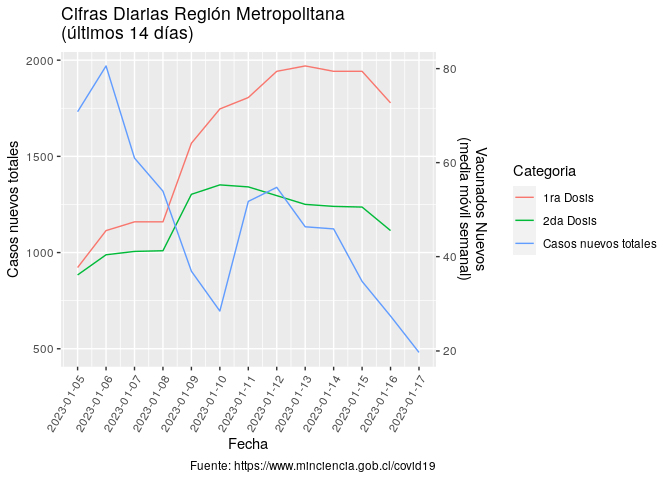 Cifras Diarias Región Metropolitana
(últimos 14 días)
Casos nuevos totales
2000
1500
1000
500
80
60
40
20
Vacunados Nuevos
(media móvil semanal)
2023-01-05
2023-01-06
2023-01-07
2023-01-08
2023-01-09
2023-01-10
2023-01-11
2023-01-12
2023-01-13
2023-01-14
2023-01-15
2023-01-16
2023-01-17
Fecha
Categoria
1ra Dosis
2da Dosis
Casos nuevos totales
Fuente: https://www.minciencia.gob.cl/covid19